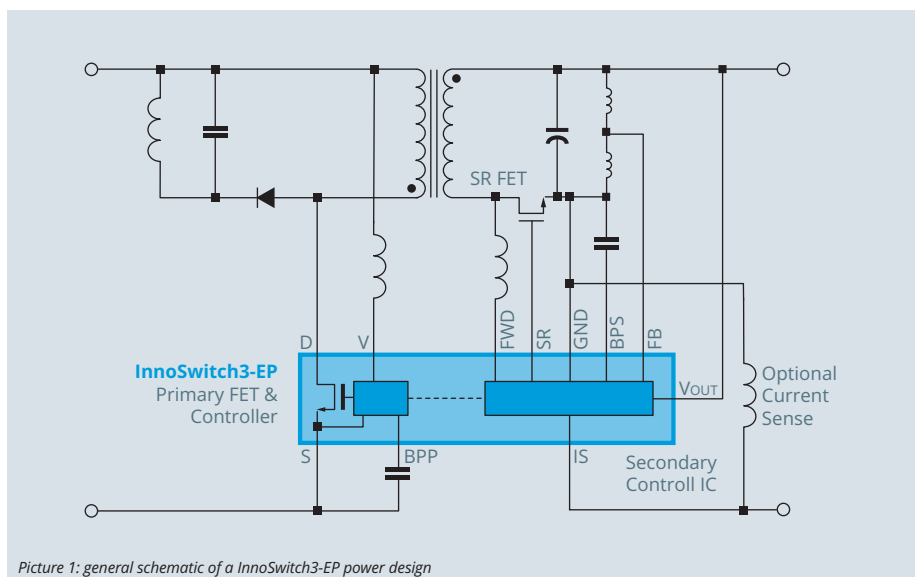 SR FET
D
V
FWD
SR
GND
BPS
FB
InnoSwitch3-EP
Primary FET &
Controller
VOUT
Optional
Current
Sense
S
BPP
IS
Secondary
Controll IC
Picture 1: general schematic of a InnoSwitch3-EP power design